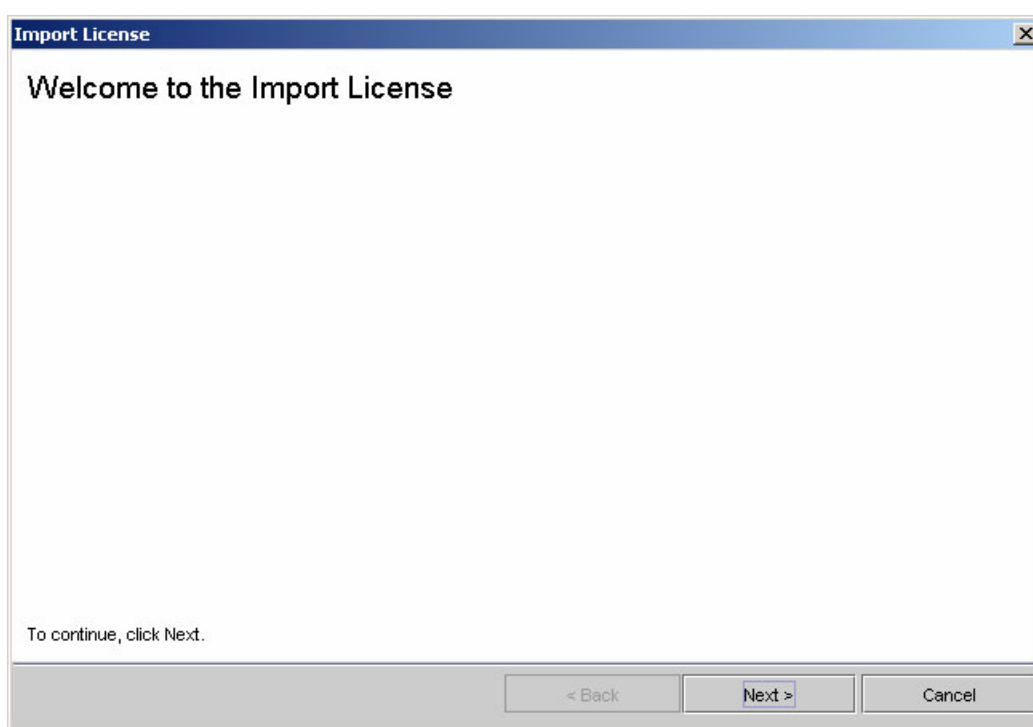 Import License
Welcome to the Import License
To continue, click Next.
< Back Next > Cancel